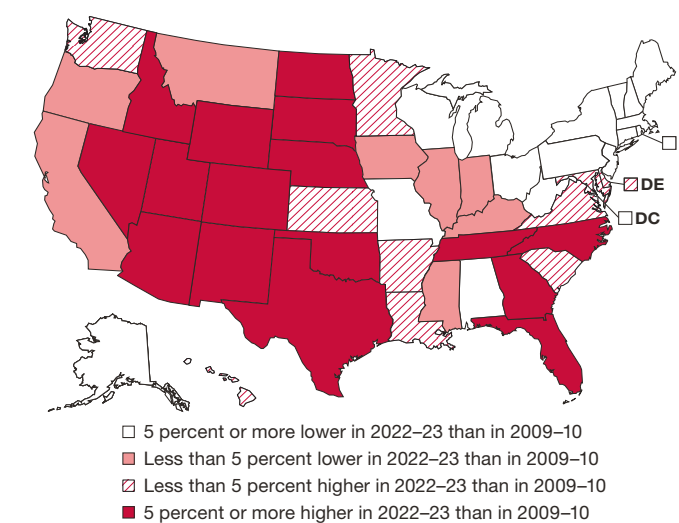 DE
DC
5 percent or more lower in 2022–23 than in 2009–10
Less than 5 percent lower in 2022–23 than in 2009–10
Less than 5 percent higher in 2022–23 than in 2009–10
5 percent or more higher in 2022–23 than in 2009–10